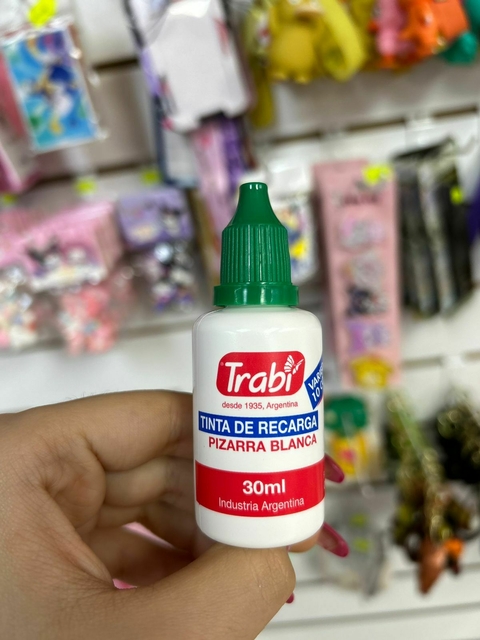 Trabi
desde 1935, Argentina
TINTA DE RECARGA
PIZARRA BLANCA
30ml
Industria Argentina